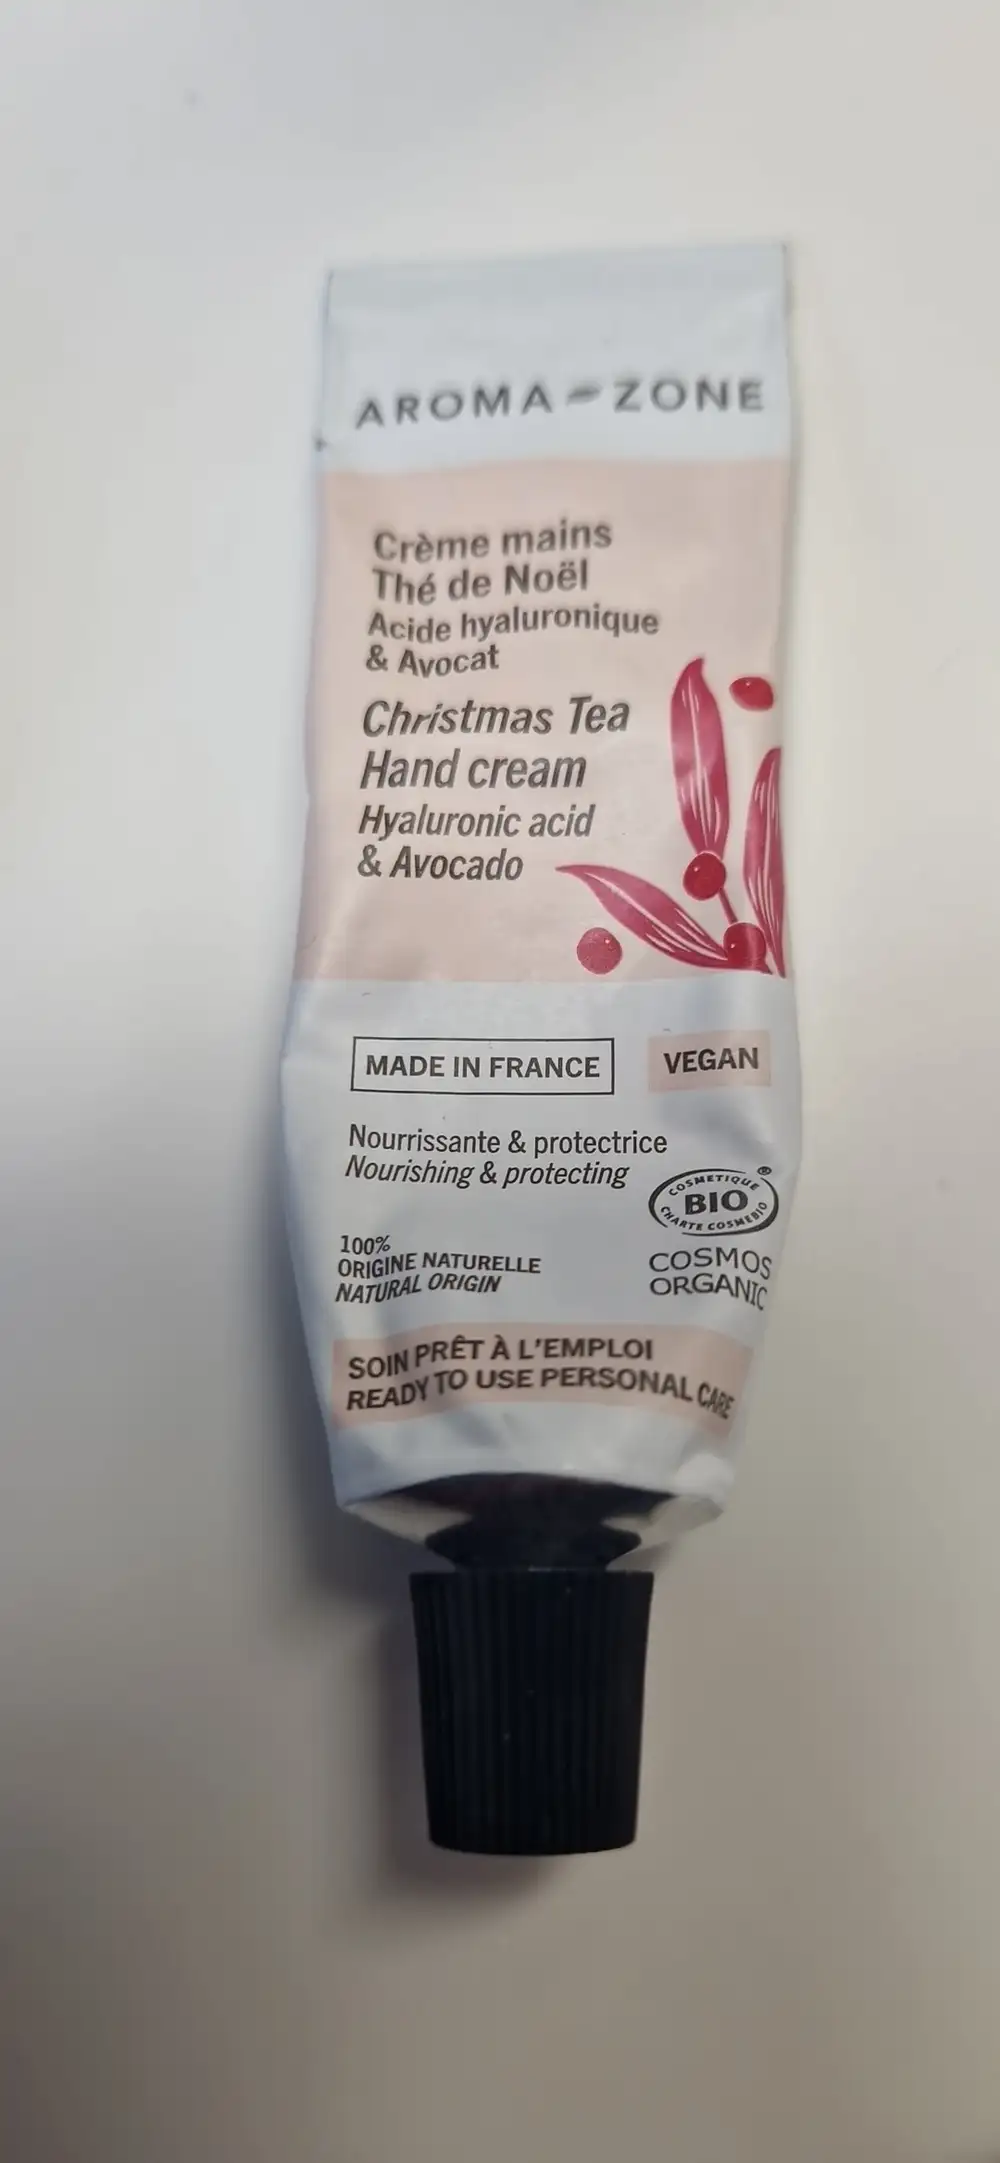 AROMA-ZONE
Crème mains
Thé de Noël
Acide hyaluronique
& Avocat
Christmas Tea
Hand cream
Hyaluronic acid
& Avocado
MADE IN FRANCE
VEGAN
Nourrissante & protectrice
Nourishing & protecting
COSMETIQUE
BIO
®
CHARTE COSMEBIO
100%
ORIGINE NATURELLE
NATURAL ORIGIN
COSMOS
ORGANIC
SOIN PRÊT À L'EMPLOI
READY TO USE PERSONAL CARE